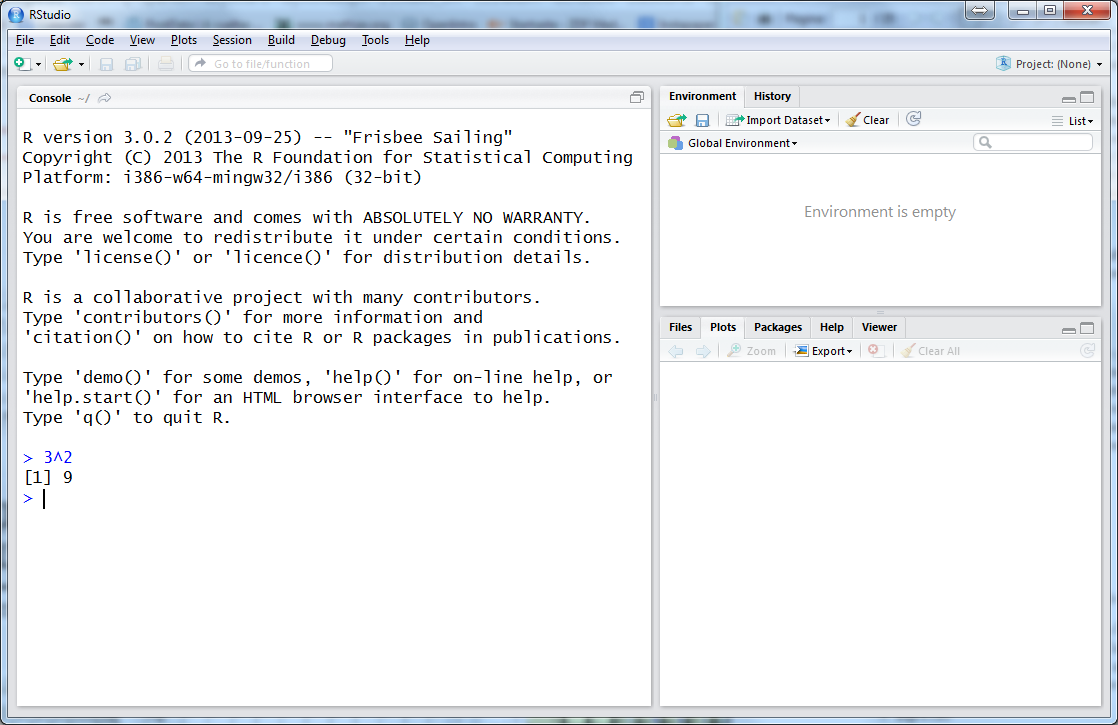 RStudio
File Edit Code View Plots Session Build Debug Tools Help
Go to file/function
Project: (None)
Console ~/
R version 3.0.2 (2013-09-25) -- "Frisbee Sailing"
Copyright (C) 2013 The R Foundation for Statistical Computing
Platform: i386-w64-mingw32/i386 (32-bit)
R is free software and comes with ABSOLUTELY NO WARRANTY.
You are welcome to redistribute it under certain conditions.
Type 'license()' or 'licence()' for distribution details.
R is a collaborative project with many contributors.
Type 'contributors()' for more information and
'citation()' on how to cite R or R packages in publications.
Type 'demo()' for some demos, 'help()' for on-line help, or
'help.start()' for an HTML browser interface to help.
Type 'q()' to quit R.
> 3^2
[1] 9
>
Environment History
Import Dataset Clear List
Global Environment
Environment is empty
Files Plots Packages Help Viewer
Zoom Export Clear All